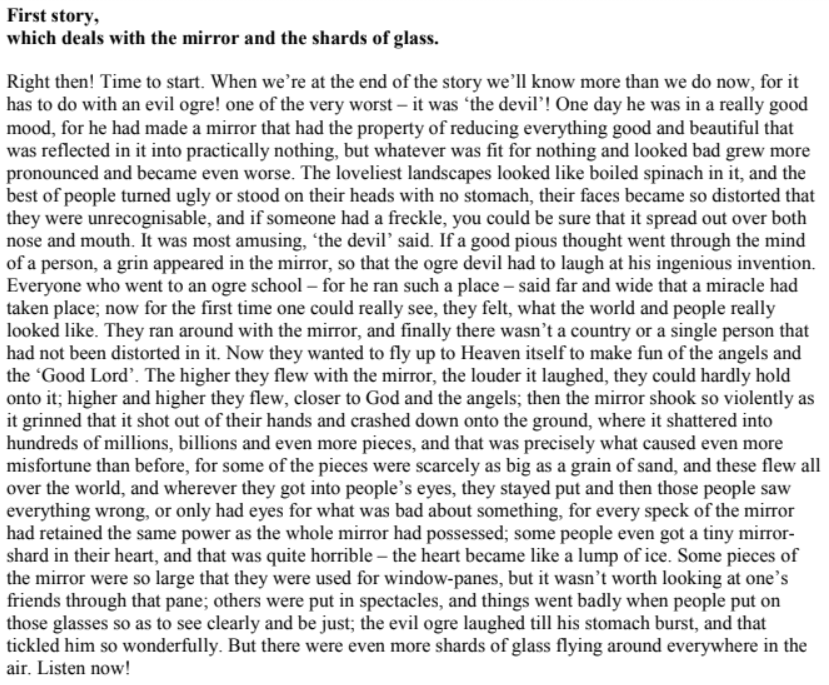 First story,
which deals with the mirror and the shards of glass.
Right then! Time to start. When we’re at the end of the story we’ll know more than we do now, for it
has to do with an evil ogre! one of the very worst – it was ‘the devil’! One day he was in a really good
mood, for he had made a mirror that had the property of reducing everything good and beautiful that
was reflected in it into practically nothing, but whatever was fit for nothing and looked bad grew more
pronounced and became even worse. The loveliest landscapes looked like boiled spinach in it, and the
best of people turned ugly or stood on their heads with no stomach, their faces became so distorted that
they were unrecognisable, and if someone had a freckle, you could be sure that it spread out over both
nose and mouth. It was most amusing, ‘the devil’ said. If a good pious thought went through the mind
of a person, a grin appeared in the mirror, so that the ogre devil had to laugh at his ingenious invention.
Everyone who went to an ogre school – for he ran such a place – said far and wide that a miracle had
taken place; now for the first time one could really see, they felt, what the world and people really
looked like. They ran around with the mirror, and finally there wasn’t a country or a single person that
had not been distorted in it. Now they wanted to fly up to Heaven itself to make fun of the angels and
the ‘Good Lord’. The higher they flew with the mirror, the louder it laughed, they could hardly hold
onto it; higher and higher they flew, closer to God and the angels; then the mirror shook so violently as
it grinned that it shot out of their hands and crashed down onto the ground, where it shattered into
hundreds of millions, billions and even more pieces, and that was precisely what caused even more
misfortune than before, for some of the pieces were scarcely as big as a grain of sand, and these flew all
over the world, and wherever they got into people’s eyes, they stayed put and then those people saw
everything wrong, or only had eyes for what was bad about something, for every speck of the mirror
had retained the same power as the whole mirror had possessed; some people even got a tiny mirror-
shard in their heart, and that was quite horrible – the heart became like a lump of ice. Some pieces of
the mirror were so large that they were used for window-panes, but it wasn’t worth looking at one’s
friends through that pane; others were put in spectacles, and things went badly when people put on
those glasses so as to see clearly and be just; the evil ogre laughed till his stomach burst, and that
tickled him so wonderfully. But there were even more shards of glass flying around everywhere in the
air. Listen now!